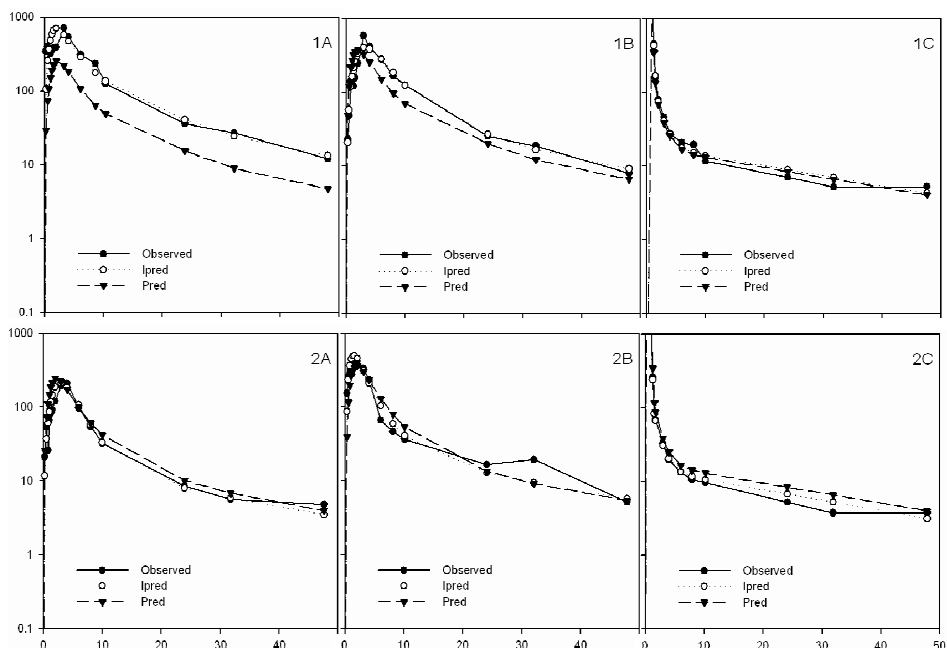 1000
100
10
1
0.1
1A
Observed
Ipred
Pred
1B
Observed
Ipred
Pred
1C
Observed
Ipred
Pred
1000
100
10
1
0.1
2A
Observed
Ipred
Pred
0 10 20 30 40
2B
Observed
Ipred
Pred
0 10 20 30 40
2C
Observed
Ipred
Pred
0 10 20 30 40 50